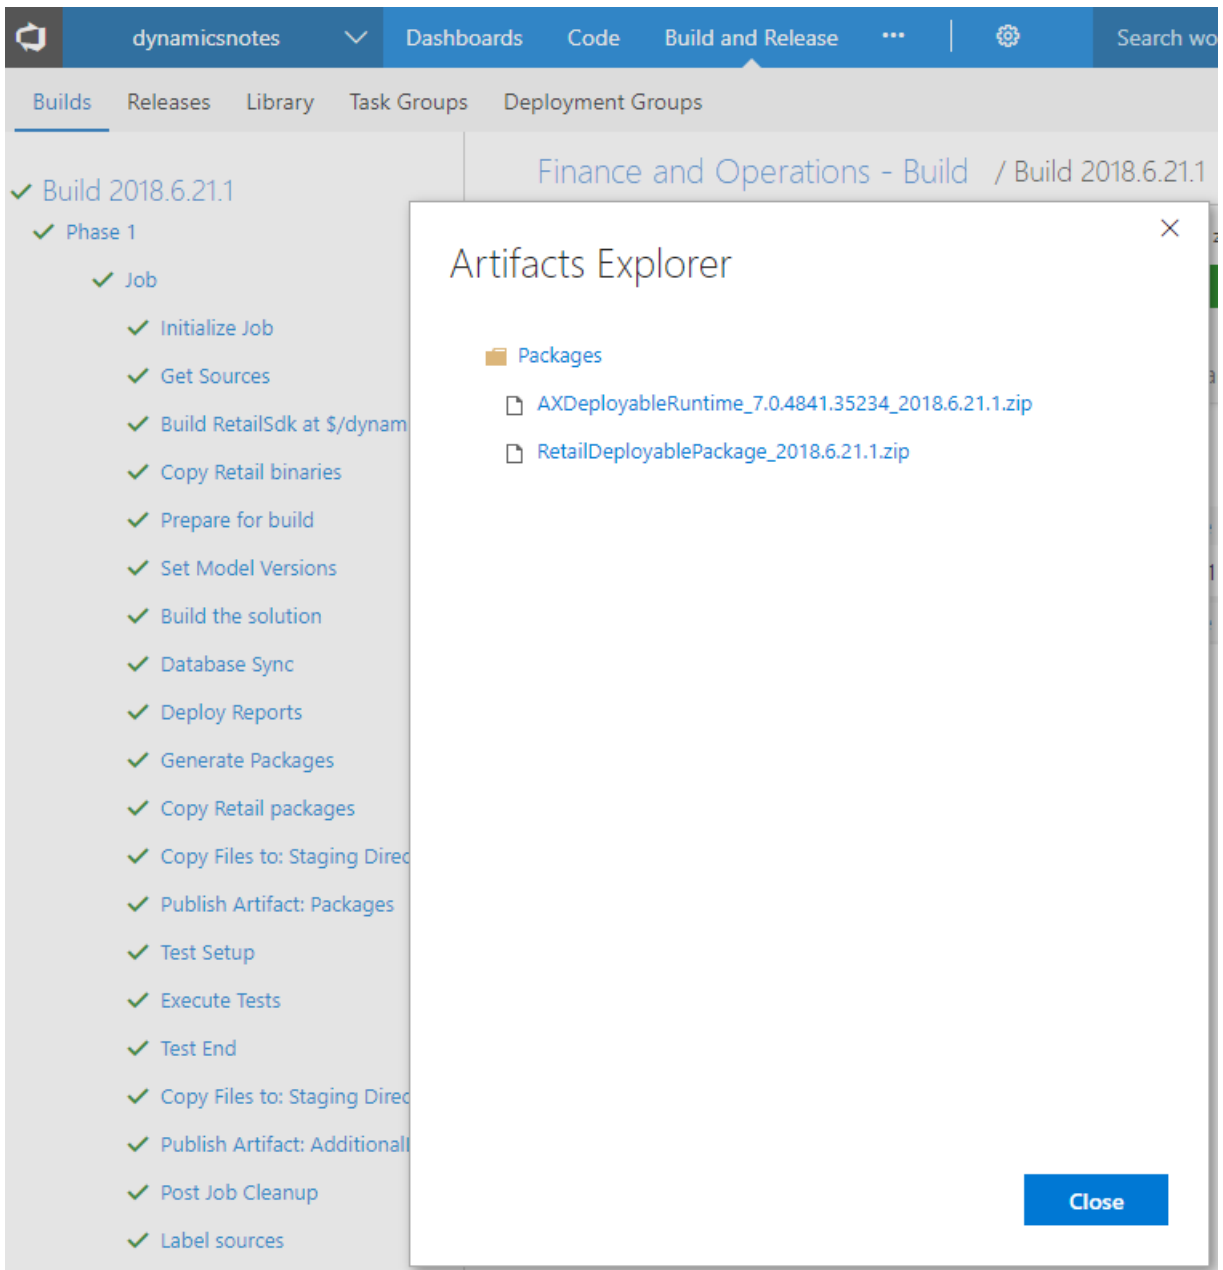 dynamicsnotes Dashboards Code Build and Release ... Search wo
Builds Releases Library Task Groups Deployment Groups
Finance and Operations - Build / Build 2018.6.21.1
Build 2018.6.21.1
Phase 1
Job
Initialize Job
Get Sources
Build RetailSdk at $/dynam
Copy Retail binaries
Prepare for build
Set Model Versions
Build the solution
Database Sync
Deploy Reports
Generate Packages
Copy Retail packages
Copy Files to: Staging Direc
Publish Artifact: Packages
Test Setup
Execute Tests
Test End
Copy Files to: Staging Direc
Publish Artifact: Additional
Post Job Cleanup
Label sources
Artifacts Explorer
Packages
AXDeployableRuntime_7.0.4841.35234_2018.6.21.1.zip
RetailDeployablePackage_2018.6.21.1.zip
Close